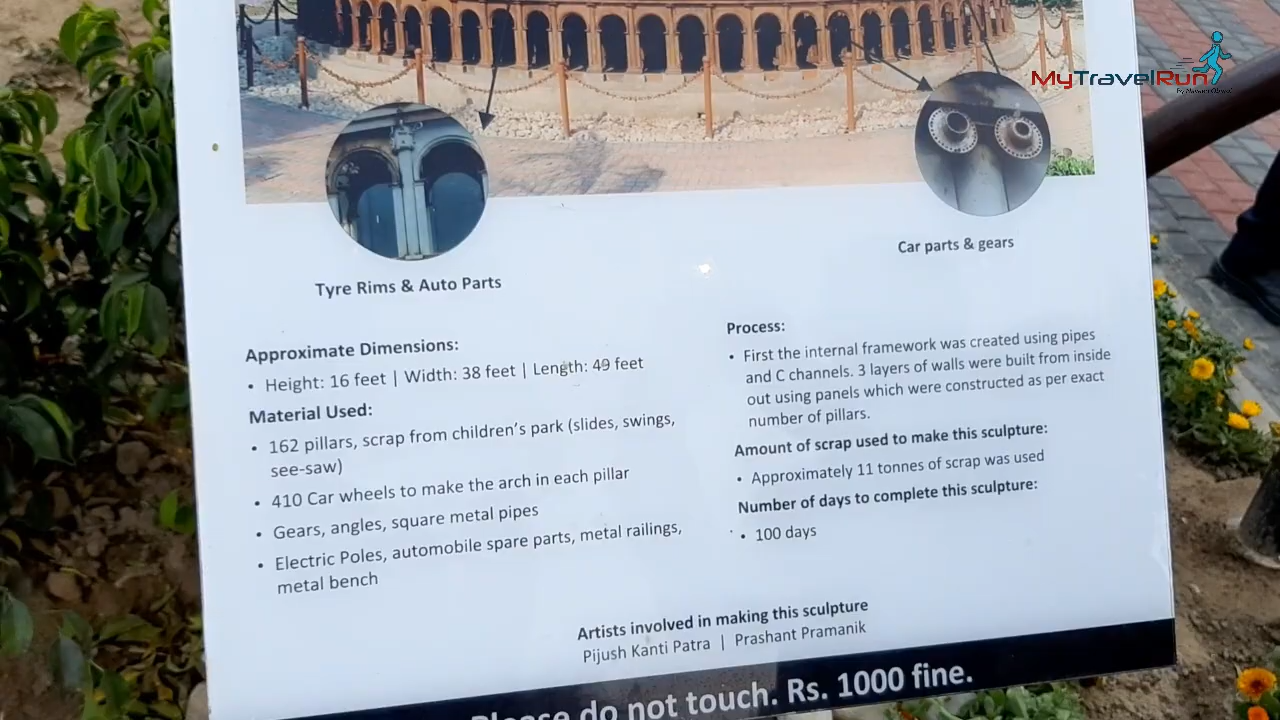 MyTravelRun
Tyre Rims & Auto Parts
Car parts & gears
Approximate Dimensions:
• Height: 16 feet | Width: 38 feet | Length: 49 feet
Material Used:
• 162 pillars, scrap from children's park (slides, swings,
see-saw)
• 410 Car wheels to make the arch in each pillar
• Gears, angles, square metal pipes
• Electric Poles, automobile spare parts, metal railings,
metal bench
Process:
• First the internal framework was created using pipes
and C channels. 3 layers of walls were built from inside
out using panels which were constructed as per exact
number of pillars.
Amount of scrap used to make this sculpture:
• Approximately 11 tonnes of scrap was used
Number of days to complete this sculpture:
• 100 days
Artists involved in making this sculpture
Pijush Kanti Patra | Prashant Pramanik
Please do not touch. Rs. 1000 fine.